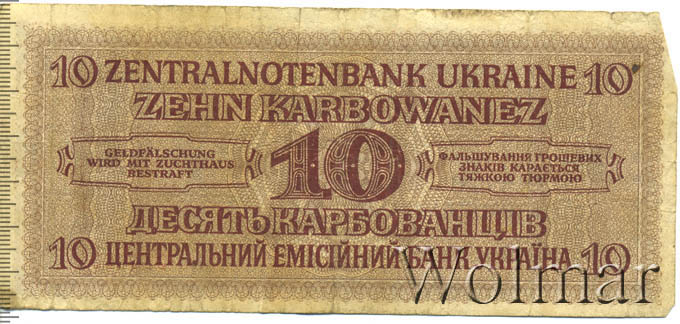 10 ZENTRALNOTENBANK UKRAINE 10
ZEHN KARBOWANEZ
GELDFÄLSCHUNG
WIRD MIT ZUCHTHAUS
BESTRAFT
10
ФАЛЬШУВАННЯ ГРОШЕВИХ
ЗНАКІВ КАРАЄТЬСЯ
ТЯЖКОЮ ТЮРМОЮ
ДЕСЯТЬ КАРБОВАНЦІВ
10 ЦЕНТРАЛЬНИЙ ЕМІСІЙНИЙ БАНК УКРАЇНА 10
Wolmar